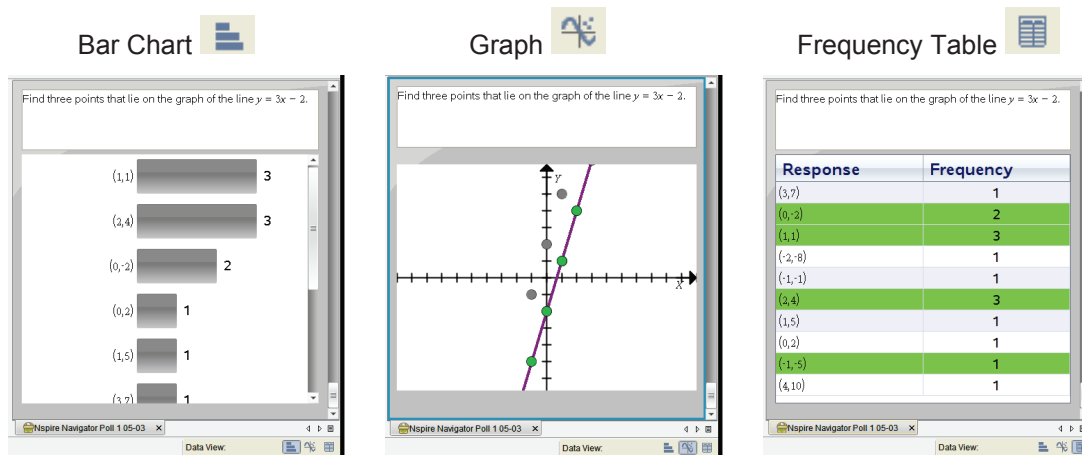 Bar Chart
Graph
Frequency Table
Find three points that lie on the graph of the line y = 3x − 2.
(1,1) 3
(2,4) 3
(0,-2) 2
(0,2) 1
(1,5) 1
(3,7) 1
Nspire Navigator Poll 1 05-03 x
Data View:
Find three points that lie on the graph of the line y = 3x − 2.
Y
X
Nspire Navigator Poll 1 05-03 x
Data View:
Find three points that lie on the graph of the line y = 3x − 2.
Response Frequency
(3,7) 1
(0,-2) 2
(1,1) 3
(-2,-8) 1
(-1,-1) 1
(2,4) 3
(1,5) 1
(0,2) 1
(-1,-5) 1
(4,10) 1
Nspire Navigator Poll 1 05-03 x
Data View: